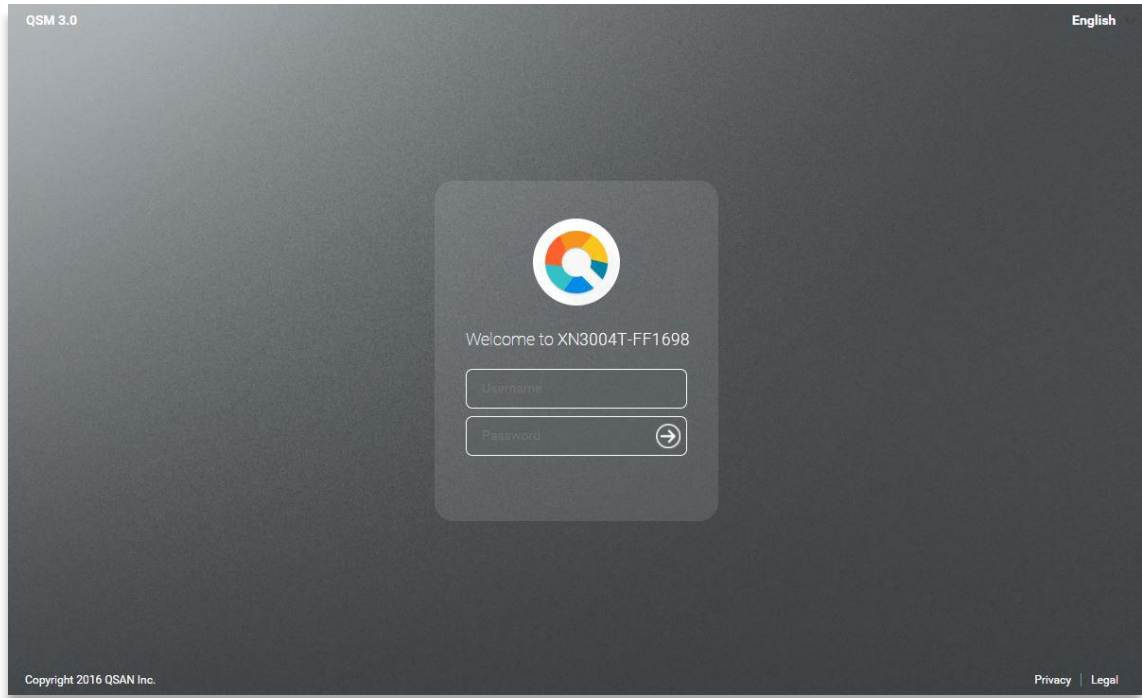 QSM 3.0
English
Welcome to XN3004T-FF1698
Username
Password
Copyright 2016 QSAN Inc.
Privacy | Legal